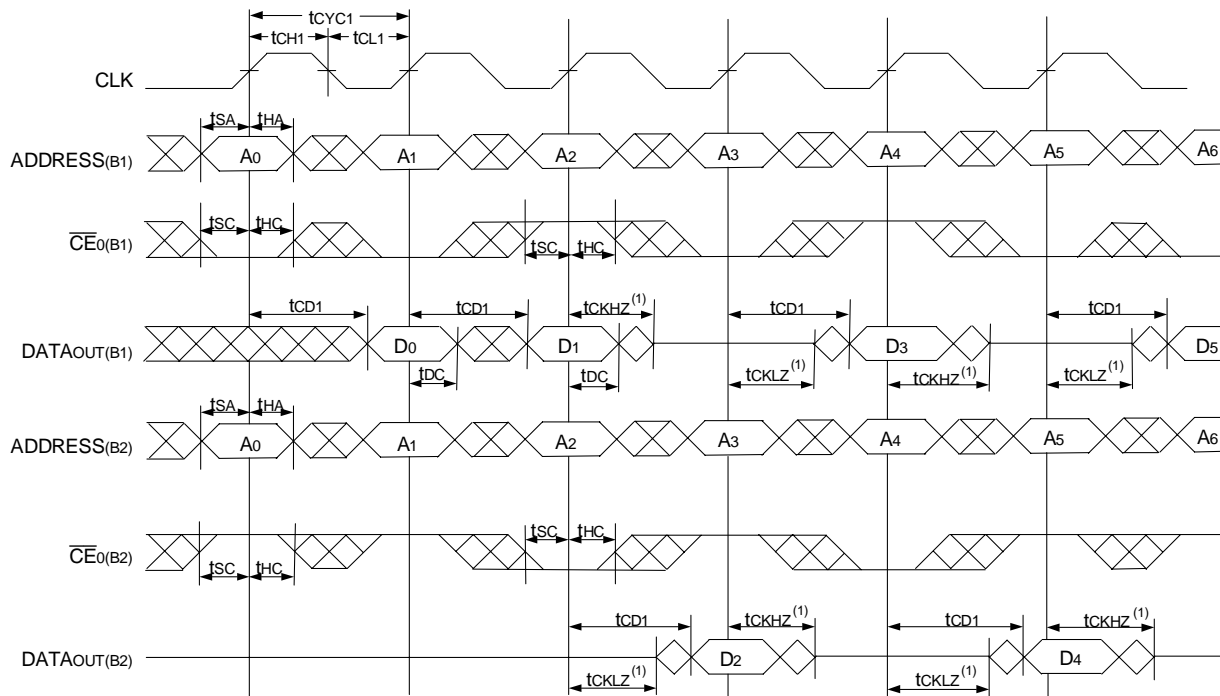 tCYC1
tCH1 tCL1
CLK
tSA tHA
ADDRESS(B1) A0 A1 A2 A3 A4 A5 A6
tSC tHC
CE0(B1) tSC tHC
tCD1 tCD1 tCKHZ(1) tCD1 tCD1
DATAOUT(B1) D0 D1 D3 D5
tDC tDC tCKLZ(1) tCKHZ(1) tCKLZ(1)
tSA tHA
ADDRESS(B2) A0 A1 A2 A3 A4 A5 A6
tSC tHC
CE0(B2)
tSC tHC
tCD1 tCKHZ(1) tCD1 tCKHZ(1)
DATAOUT(B2) D2 D4
tCKLZ(1) tCKLZ(1)